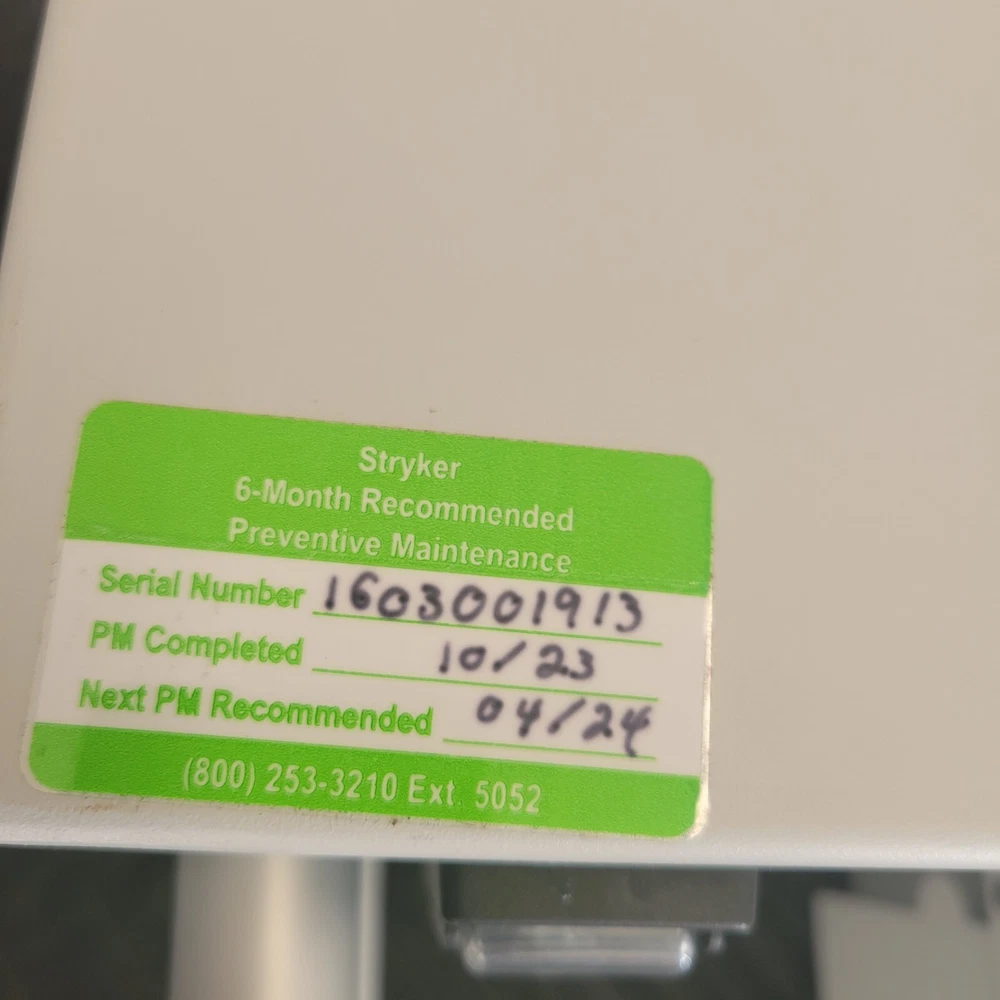 Stryker
6-Month Recommended
Preventive Maintenance
Serial Number 1603001913
PM Completed 10/23
Next PM Recommended 04/24
(800) 253-3210 Ext. 5052